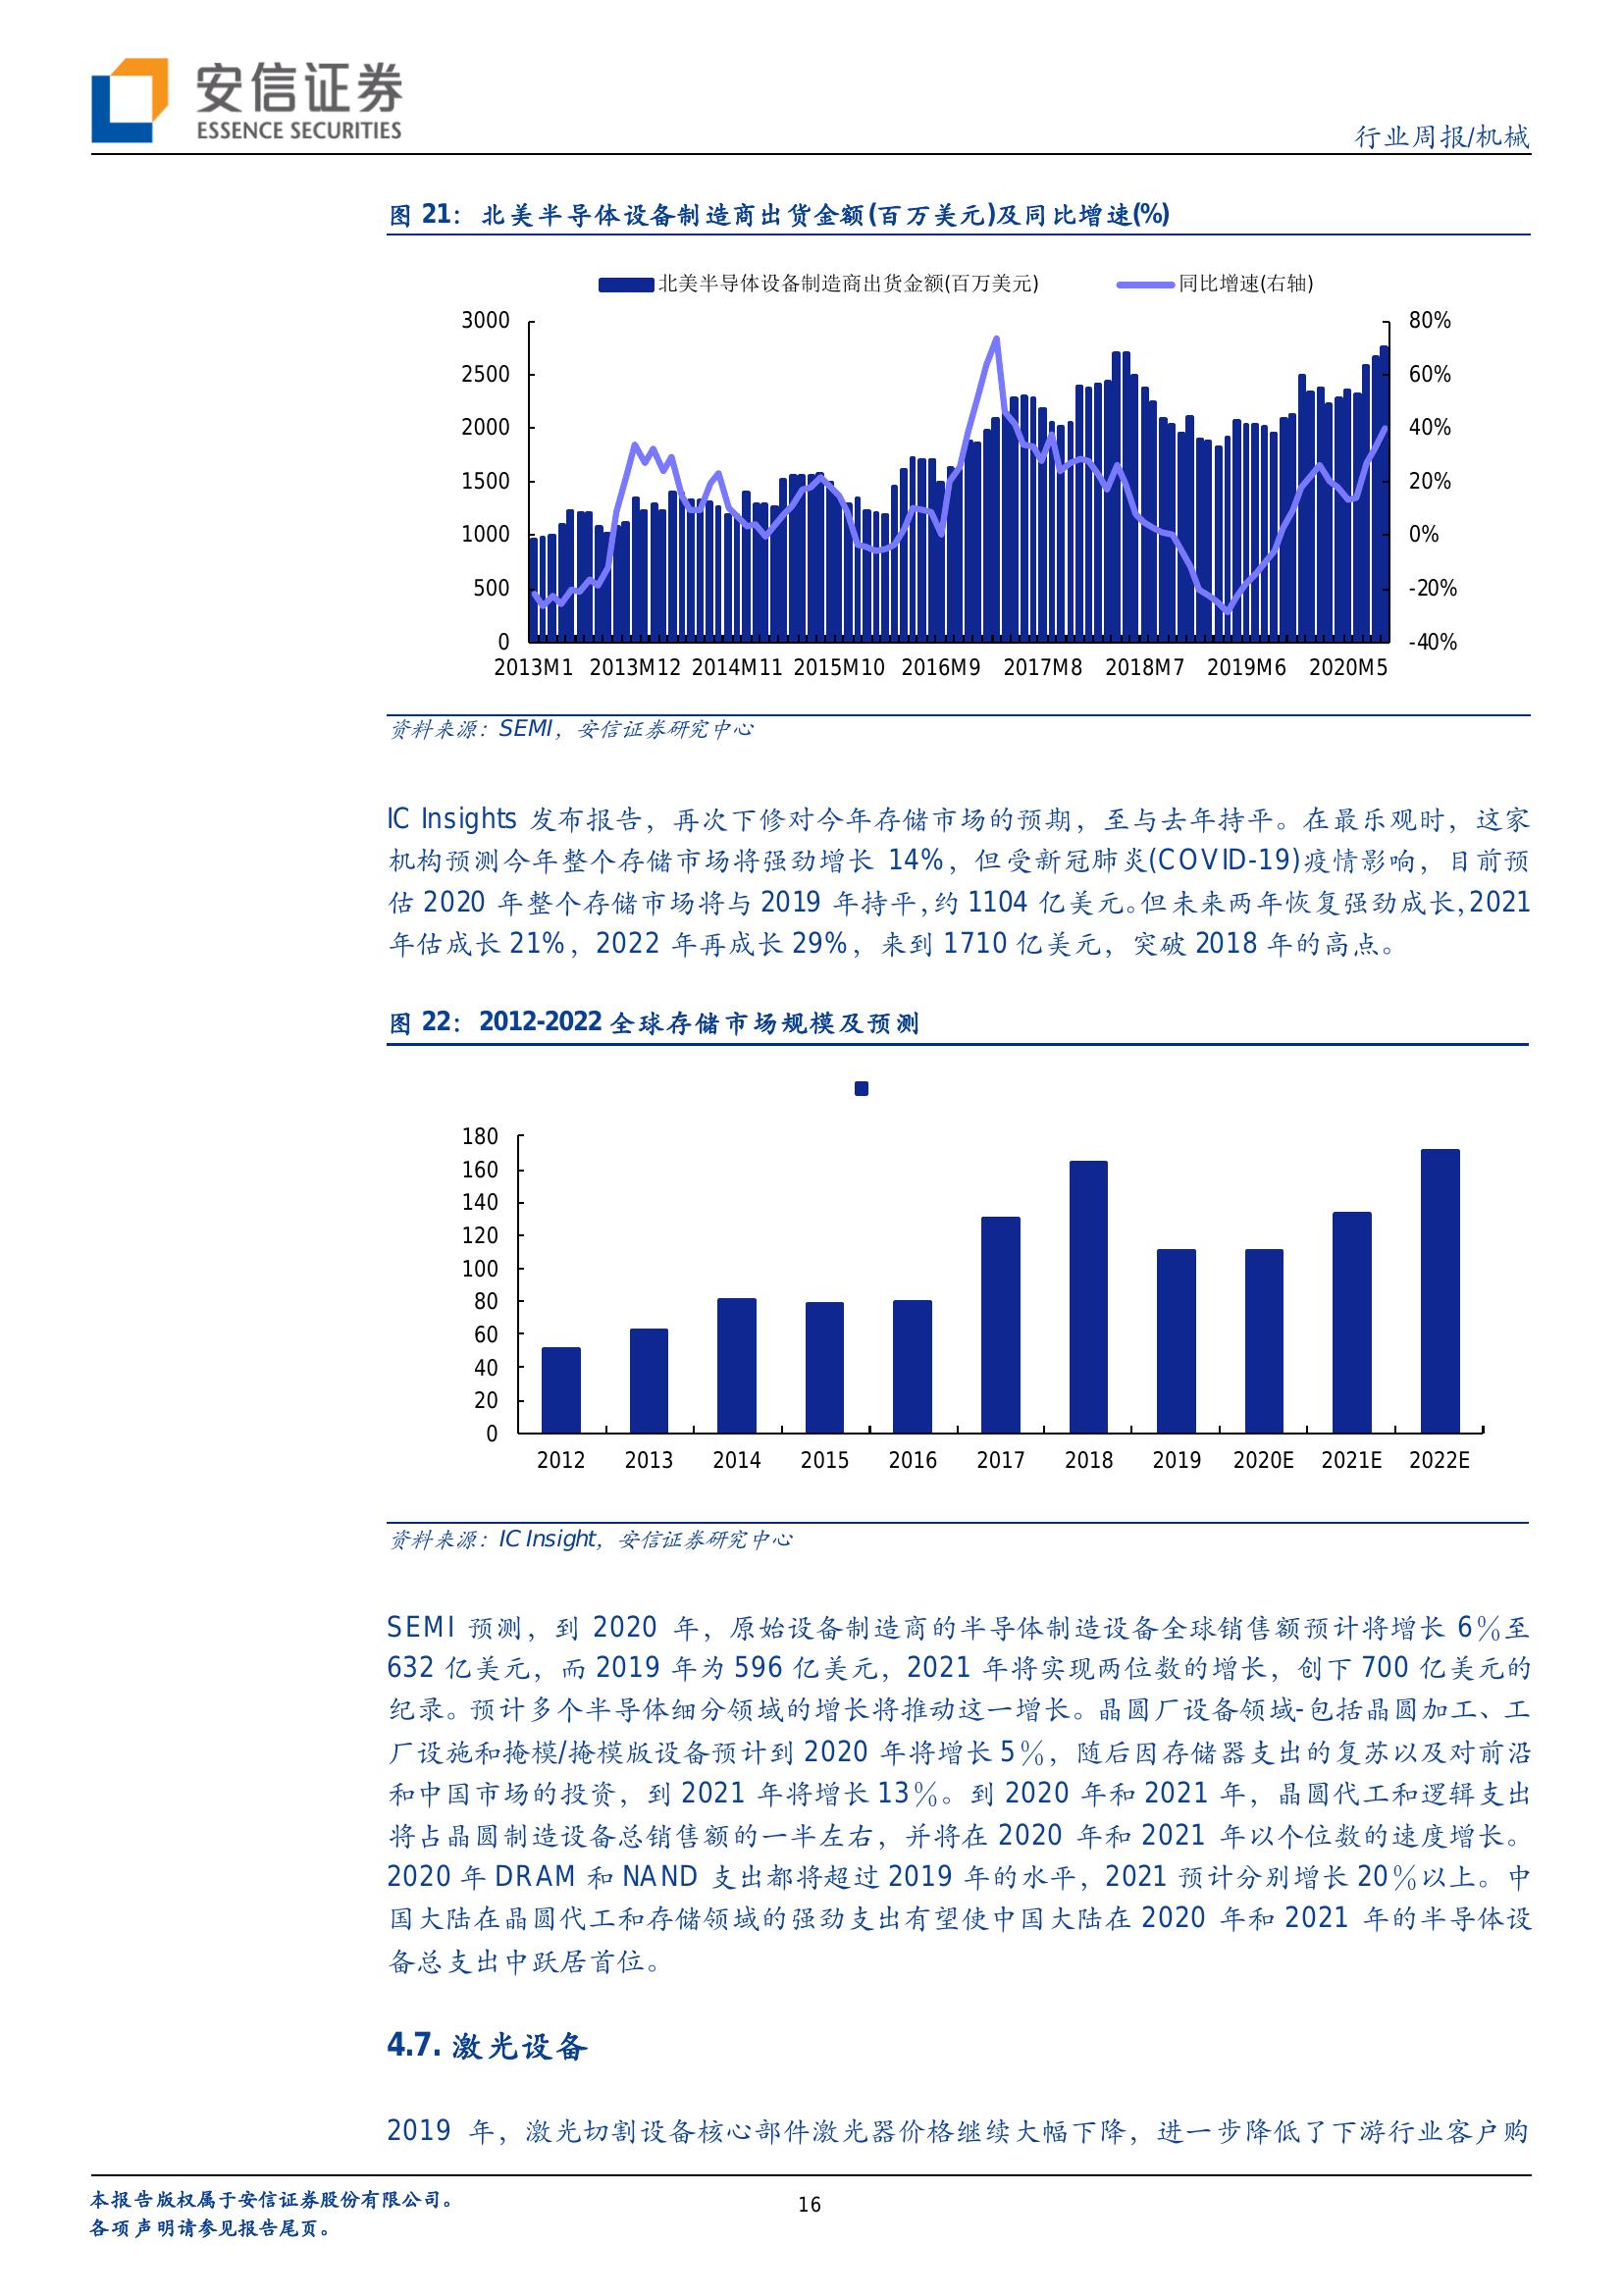 安信证券
ESSENCE SECURITIES
行业周报/机械
图 21：北美半导体设备制造商出货金额(百万美元)及同比增速(%)
北美半导体设备制造商出货金额(百万美元)
同比增速(右轴)
3000
2500
2000
1500
1000
500
0
80%
60%
40%
20%
0%
-20%
-40%
2013M1 2013M12 2014M11 2015M10 2016M9 2017M8 2018M7 2019M6 2020M5
资料来源：SEMI，安信证券研究中心
IC Insights 发布报告，再次下修对今年存储市场的预期，至与去年持平。在最乐观时，这家
机构预测今年整个存储市场将强劲增长 14%，但受新冠肺炎(COVID-19)疫情影响，目前预
估 2020 年整个存储市场将与 2019 年持平，约 1104 亿美元。但未来两年恢复强劲成长，2021
年估成长 21%，2022 年再成长 29%，来到 1710 亿美元，突破 2018 年的高点。
图 22：2012-2022 全球存储市场规模及预测
180
160
140
120
100
80
60
40
20
0
2012 2013 2014 2015 2016 2017 2018 2019 2020E 2021E 2022E
资料来源：IC Insight，安信证券研究中心
SEMI 预测，到 2020 年，原始设备制造商的半导体制造设备全球销售额预计将增长 6％至
632 亿美元，而 2019 年为 596 亿美元，2021 年将实现两位数的增长，创下 700 亿美元的
纪录。预计多个半导体细分领域的增长将推动这一增长。晶圆厂设备领域-包括晶圆加工、工
厂设施和掩模/掩模版设备预计到 2020 年将增长 5％，随后因存储器支出的复苏以及对前沿
和中国市场的投资，到 2021 年将增长 13％。到 2020 年和 2021 年，晶圆代工和逻辑支出
将占晶圆制造设备总销售额的一半左右，并将在 2020 年和 2021 年以个位数的速度增长。
2020 年 DRAM 和 NAND 支出都将超过 2019 年的水平，2021 预计分别增长 20％以上。中
国大陆在晶圆代工和存储领域的强劲支出有望使中国大陆在 2020 年和 2021 年的半导体设
备总支出中跃居首位。
4.7. 激光设备
2019 年，激光切割设备核心部件激光器价格继续大幅下降，进一步降低了下游行业客户购
本报告版权属于安信证券股份有限公司。
各项声明请参见报告尾页。
16